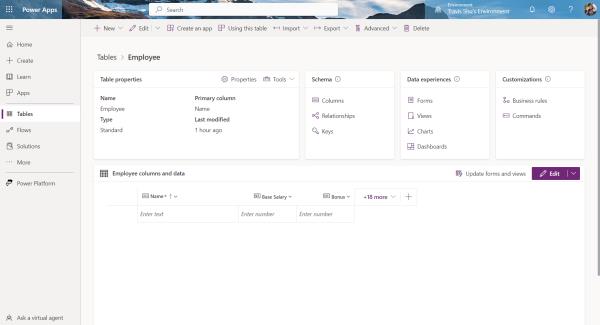 Power Apps
Search
Environment
Travis Shu's Environment
New
Edit
Create an app
Using this table
Import
Export
Advanced
Delete
Home
Create
Learn
Apps
Tables
Flows
Solutions
More
Power Platform
Ask a virtual agent
Tables > Employee
Table properties
Properties
Tools
Name
Primary column
Employee
Name
Type
Last modified
Standard
1 hour ago
Schema
Columns
Relationships
Keys
Data experiences
Forms
Views
Charts
Dashboards
Customizations
Business rules
Commands
Employee columns and data
Update forms and views
Edit
Name * ↑
Base Salary
Bonus
+18 more
Enter text
Enter number
Enter number